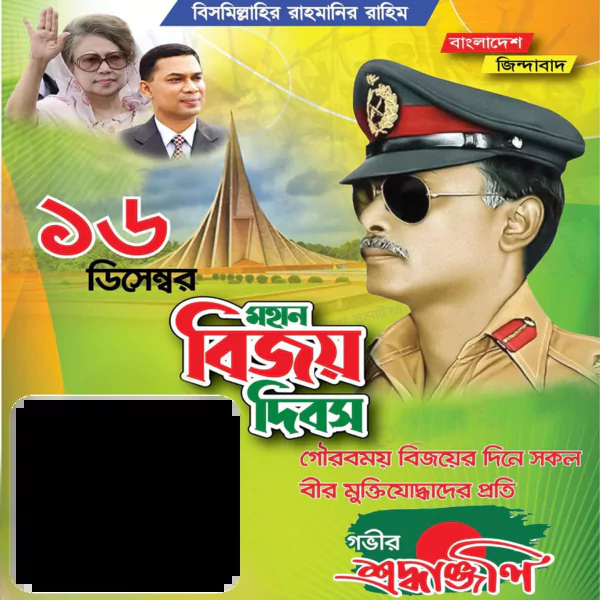 বিসমিল্লাহির রাহমানির রাহিম
বাংলাদেশ
জিন্দাবাদ
১৬
ডিসেম্বর
মহান
বিজয়
দিবস
গৌরবময় বিজয়ের দিনে সকল
বীর মুক্তিযোদ্ধাদের প্রতি
গভীর
শ্রদ্ধাঞ্জলি